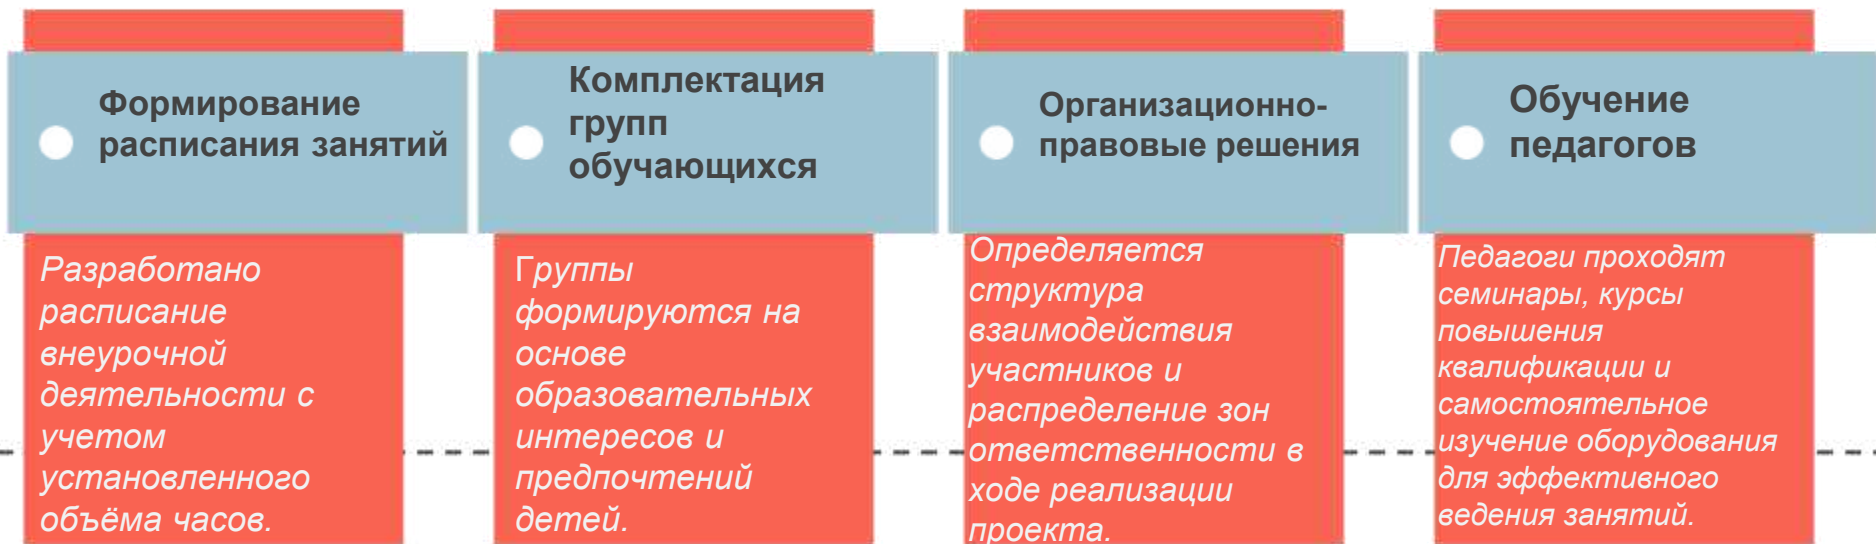 Формирование
расписания занятий
Разработано
расписание
внеурочной
деятельности с
учетом
установленного
объёма часов.
Комплектация
групп
обучающихся
Группы
формируются на
основе
образовательных
интересов и
предпочтений
детей.
Организационно-
правовые решения
Определяется
структура
взаимодействия
участников и
распределение зон
ответственности в
ходе реализации
проекта.
Обучение
педагогов
Педагоги проходят
семинары, курсы
повышения
квалификации и
самостоятельное
изучение оборудования
для эффективного
ведения занятий.